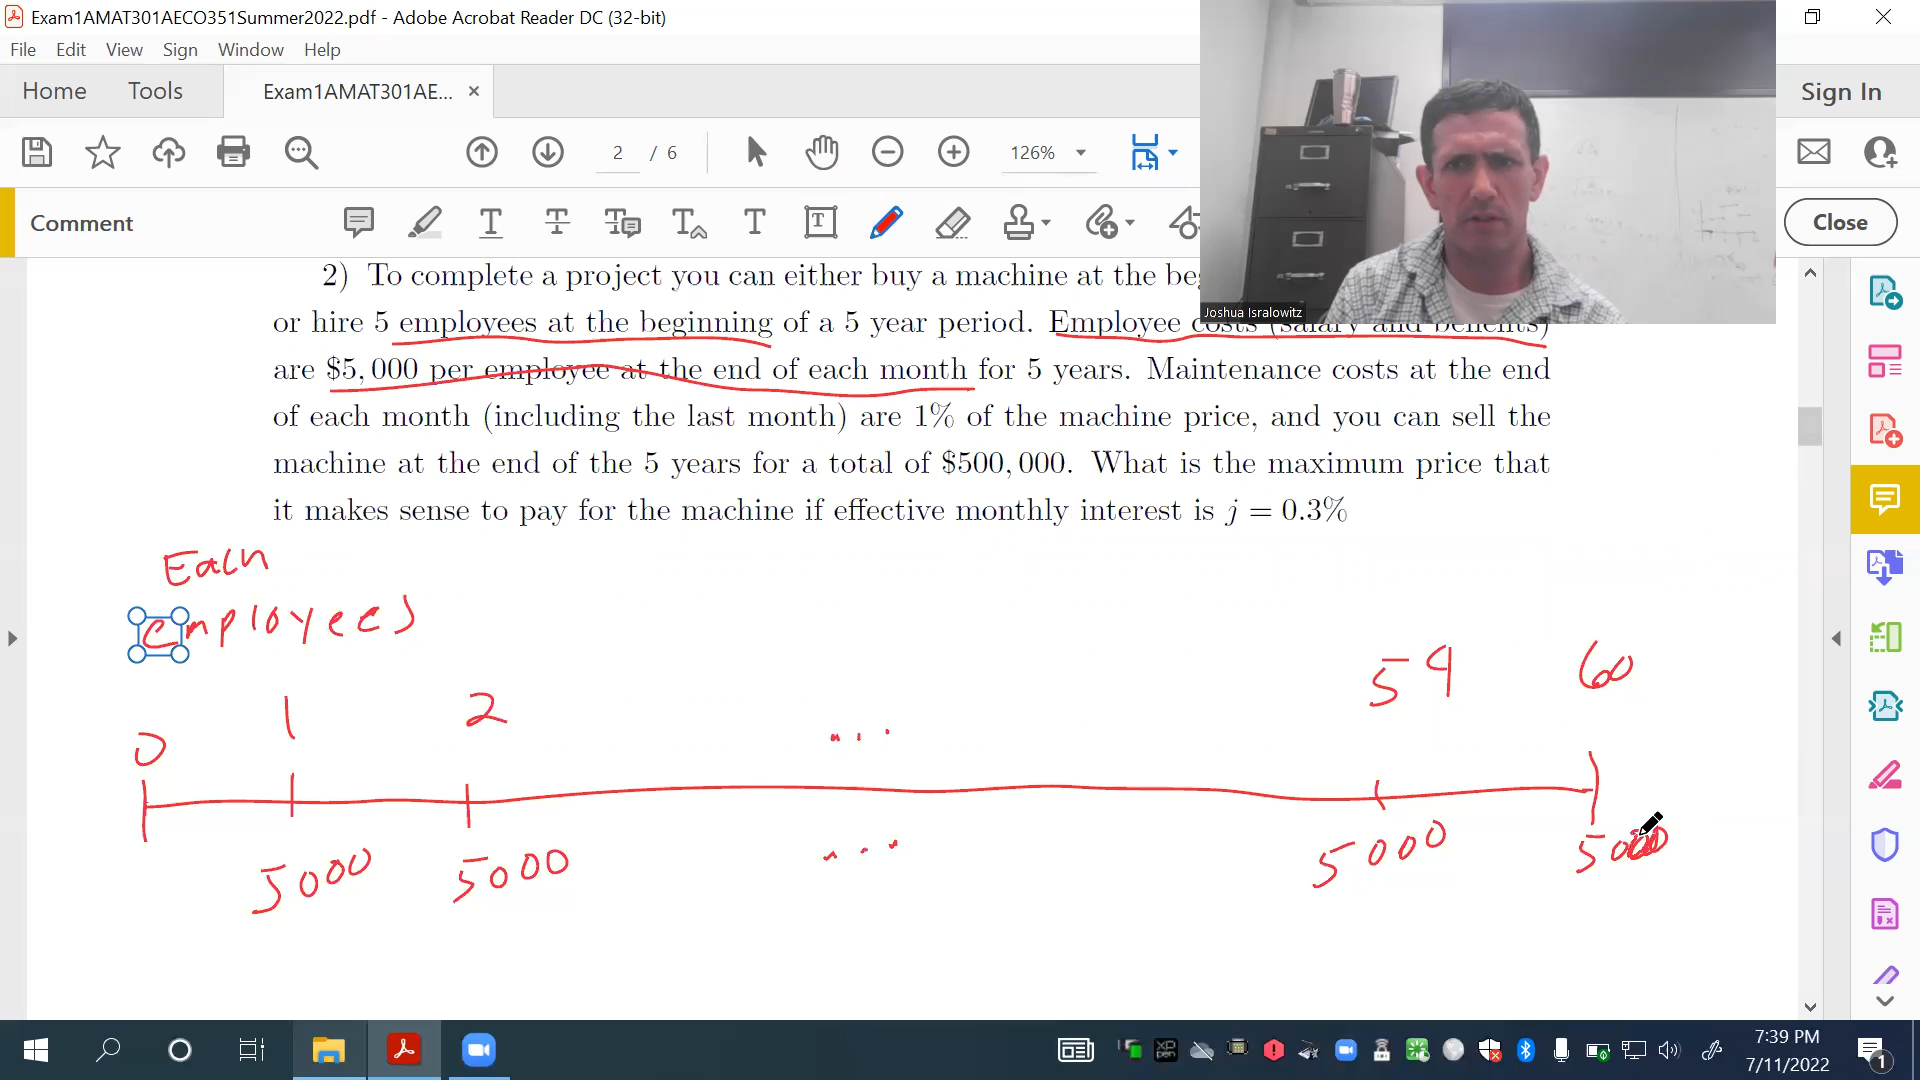 Exam1AMAT301AECO351Summer2022.pdf - Adobe Acrobat Reader DC (32-bit)
File Edit View Sign Window Help
Home Tools Exam1AMAT301AE... × Sign In
2 / 6 126%
Comment Close
Joshua Isralowitz
2) To complete a project you can either buy a machine at the
or hire 5 employees at the beginning of a 5 year period. Employee costs (salary and benefits)
are $5,000 per employee at the end of each month for 5 years. Maintenance costs at the end
of each month (including the last month) are 1% of the machine price, and you can sell the
machine at the end of the 5 years for a total of $500,000. What is the maximum price that
it makes sense to pay for the machine if effective monthly interest is j = 0.3%
Each
employees
0 1 2 ... 59 60
5000 5000 ... 5000 5000
7:39 PM
7/11/2022
1